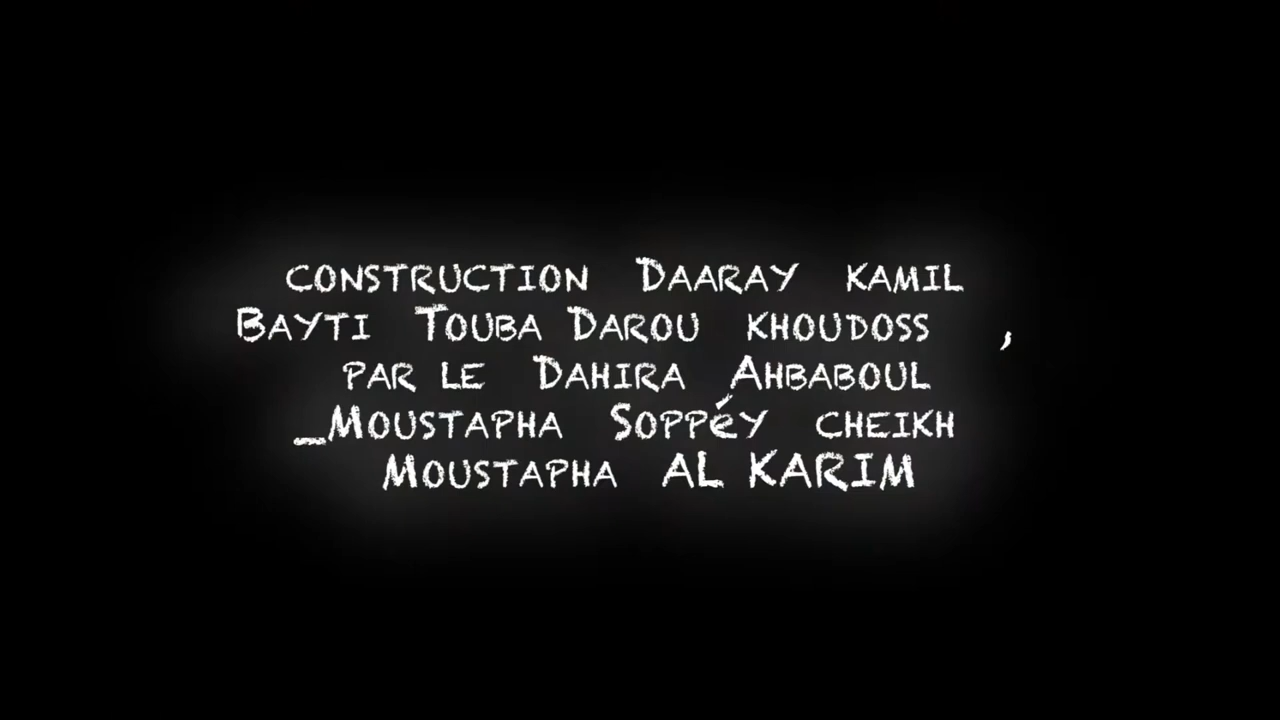 construction Daaray kamil
Bayti Touba Darou khoudoss ,
par le Dahira Ahbaboul
_Moustapha Soppéy cheikh
Moustapha AL KARIM